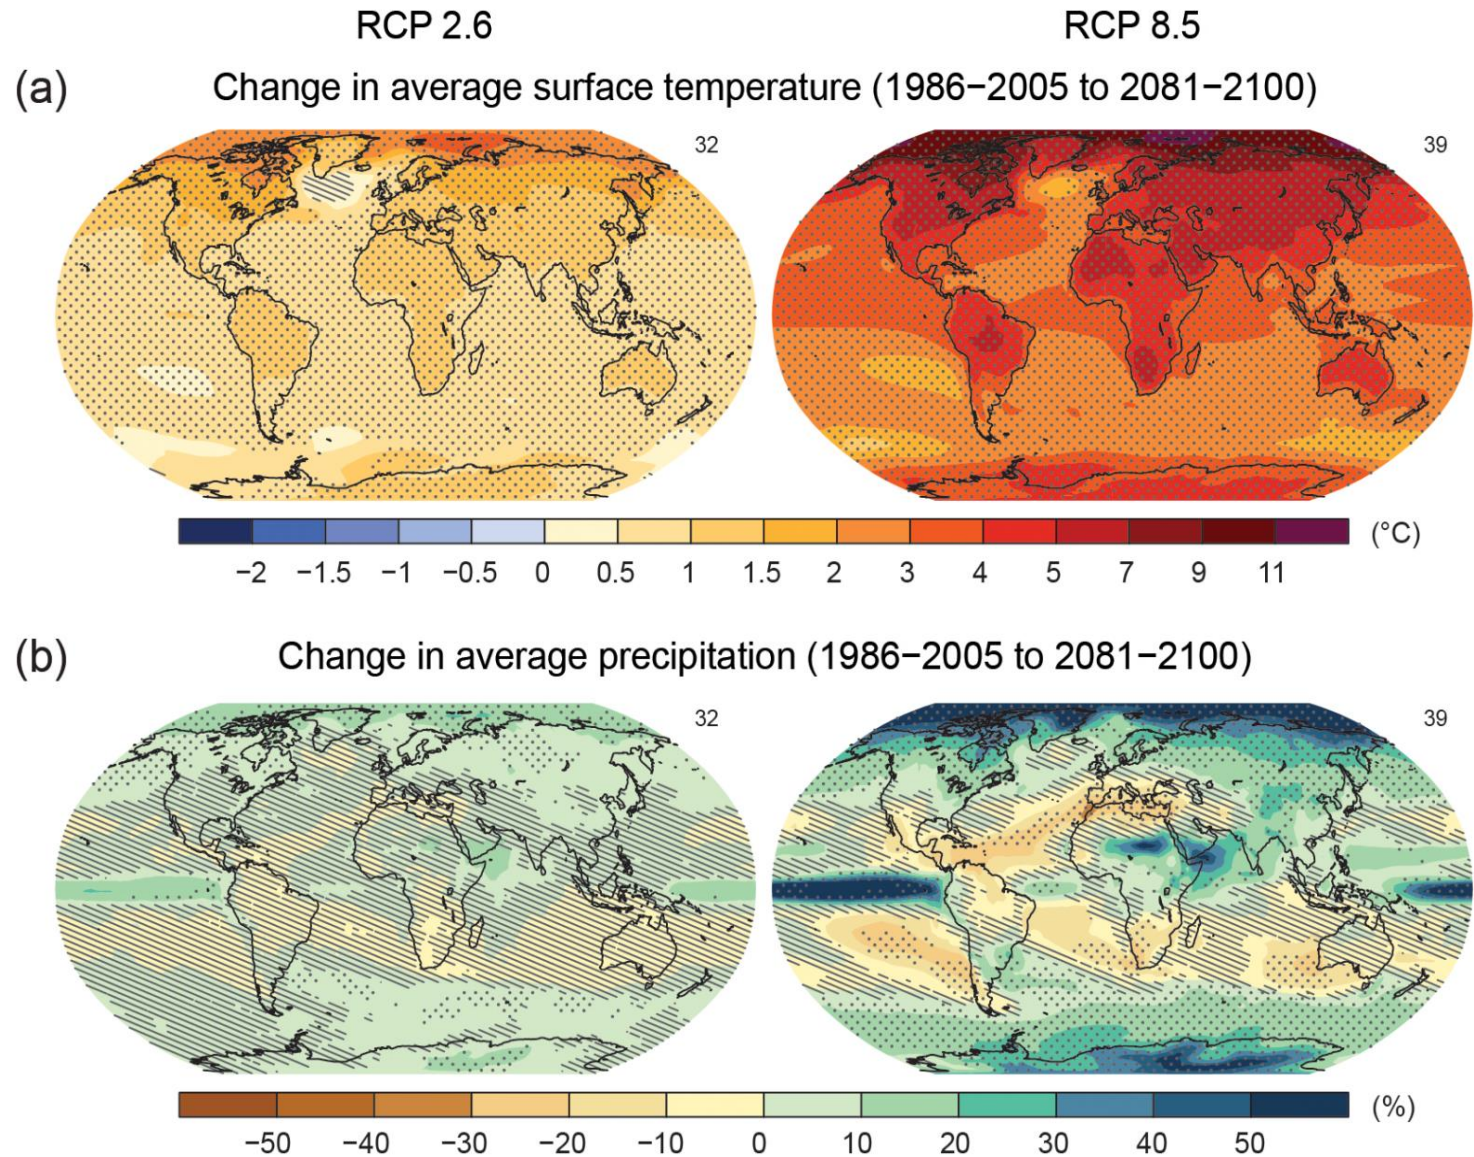 RCP 2.6 RCP 8.5
(a) Change in average surface temperature (1986−2005 to 2081−2100)
32 39
−2 −1.5 −1 −0.5 0 0.5 1 1.5 2 3 4 5 7 9 11 (°C)
(b) Change in average precipitation (1986−2005 to 2081−2100)
32 39
−50 −40 −30 −20 −10 0 10 20 30 40 50 (%)